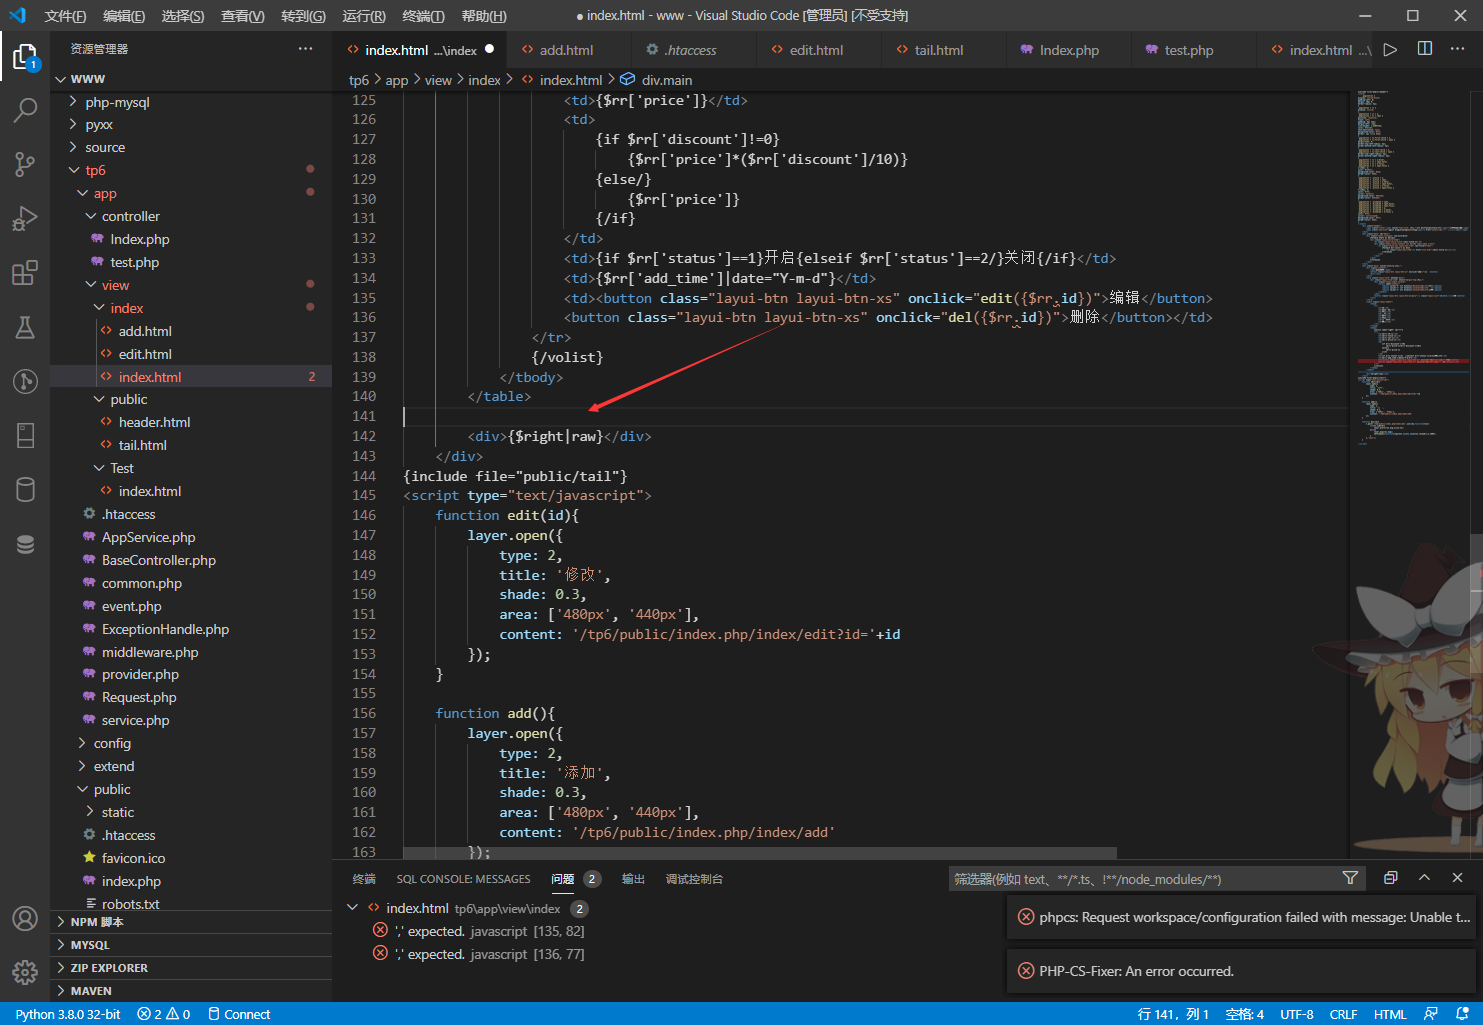 文件(F) 编辑(E) 选择(S) 查看(V) 转到(G) 运行(R) 终端(T) 帮助(H) ● index.html - www - Visual Studio Code [管理员] [不受支持]
资源管理器 ···
index.html ...\index ● add.html .htaccess edit.html tail.html Index.php test.php index.html ...\
WWW
tp6 > app > view > index > index.html > div.main
php-mysql
pyxx
source
tp6
app
controller
Index.php
test.php
view
index
add.html
edit.html
index.html 2
public
header.html
tail.html
Test
index.html
.htaccess
AppService.php
BaseController.php
common.php
event.php
ExceptionHandle.php
middleware.php
provider.php
Request.php
service.php
config
extend
public
static
.htaccess
favicon.ico
index.php
robots.txt
NPM 脚本
MYSQL
ZIP EXPLORER
MAVEN
1
125 <td>{$rr['price']}</td>
126 <td>
127 {if $rr['discount']!=0}
128 {$rr['price']*($rr['discount']/10)}
129 {else/}
130 {$rr['price']}
131 {/if}
132 </td>
133 <td>{if $rr['status']==1}开启{elseif $rr['status']==2/}关闭{/if}</td>
134 <td>{$rr['add_time']|date="Y-m-d"}</td>
135 <td><button class="layui-btn layui-btn-xs" onclick="edit({$rr.id})">编辑</button>
136 <button class="layui-btn layui-btn-xs" onclick="del({$rr.id})">删除</button></td>
137 </tr>
138 {/volist}
139 </tbody>
140 </table>
141
142 <div>{$right|raw}</div>
143 </div>
144 {include file="public/tail"}
145 <script type="text/javascript">
146 function edit(id){
147 layer.open({
148 type: 2,
149 title: '修改',
150 shade: 0.3,
151 area: ['480px', '440px'],
152 content: '/tp6/public/index.php/index/edit?id='+id
153 });
154 }
155
156 function add(){
157 layer.open({
158 type: 2,
159 title: '添加',
160 shade: 0.3,
161 area: ['480px', '440px'],
162 content: '/tp6/public/index.php/index/add'
163 });
终端 SQL CONSOLE: MESSAGES 问题 2 输出 调试控制台 筛选器(例如 text、**/*.ts、!**/node_modules/**)
index.html tp6\app\view\index 2
',' expected. javascript [135, 82]
',' expected. javascript [136, 77]
phpcs: Request workspace/configuration failed with message: Unable t...
PHP-CS-Fixer: An error occurred.
Python 3.8.0 32-bit 2 0 Connect 行 141，列 1 空格: 4 UTF-8 CRLF HTML